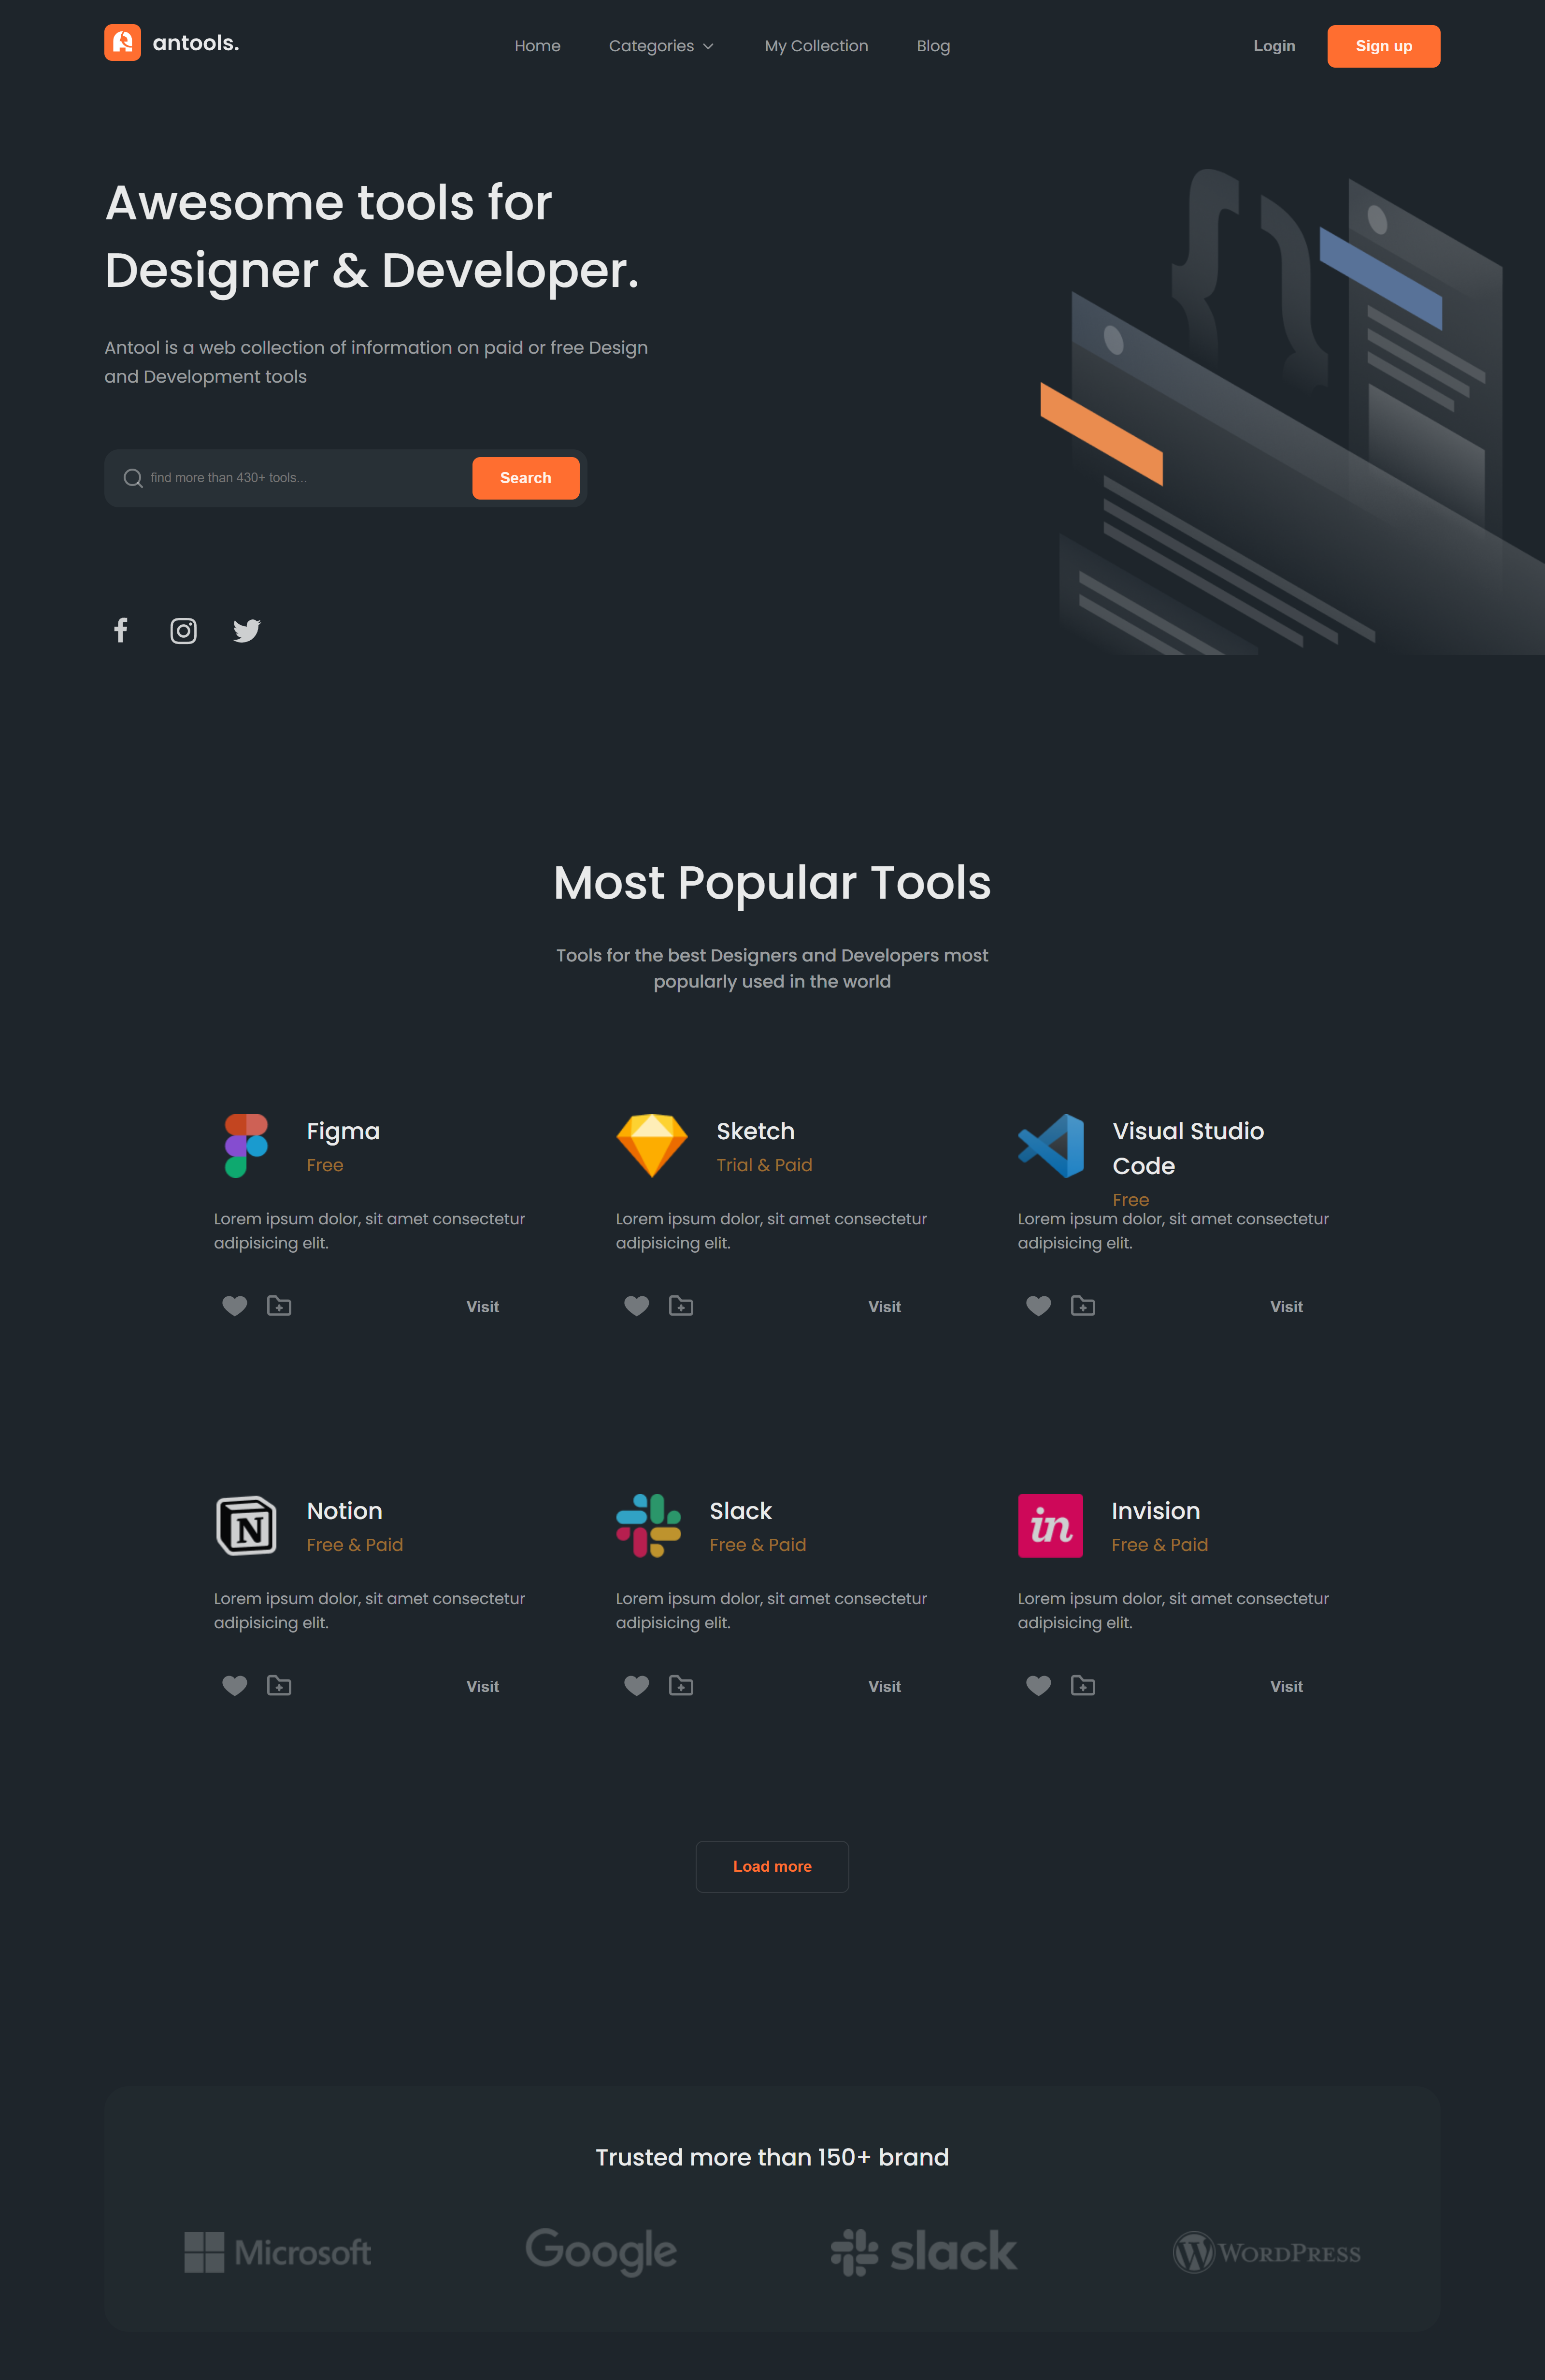 antools.
Home
Categories
My Collection
Blog
Login
Sign up
Awesome tools for
Designer & Developer.
Antool is a web collection of information on paid or free Design
and Development tools
find more than 430+ tools...
Search
{ }
Most Popular Tools
Tools for the best Designers and Developers most
popularly used in the world
Figma
Free
Lorem ipsum dolor, sit amet consectetur
adipisicing elit.
Visit
Sketch
Trial & Paid
Lorem ipsum dolor, sit amet consectetur
adipisicing elit.
Visit
Visual Studio
Code
Free
Lorem ipsum dolor, sit amet consectetur
adipisicing elit.
Visit
N
Notion
Free & Paid
Lorem ipsum dolor, sit amet consectetur
adipisicing elit.
Visit
Slack
Free & Paid
Lorem ipsum dolor, sit amet consectetur
adipisicing elit.
Visit
in
Invision
Free & Paid
Lorem ipsum dolor, sit amet consectetur
adipisicing elit.
Visit
Load more
Trusted more than 150+ brand
Microsoft
Google
slack
WORDPRESS